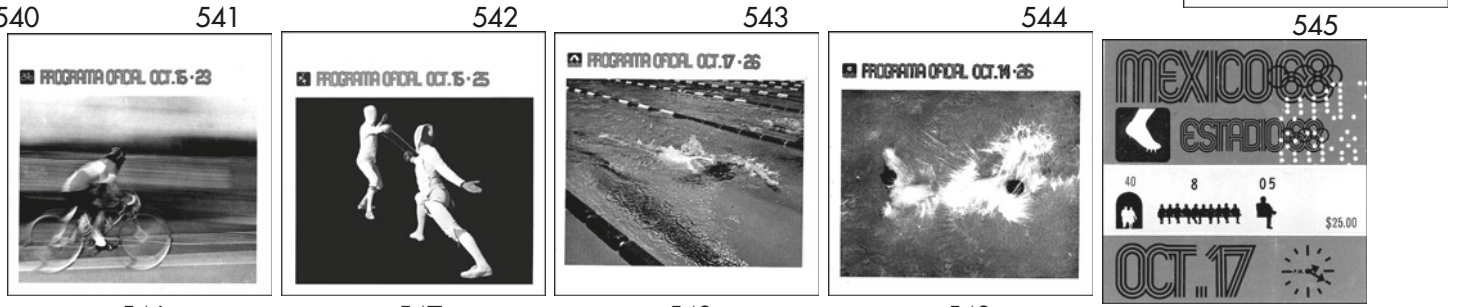 540
541
542
543
544
545
PROGRAMA OFICIAL OCT.15-23
PROGRAMA OFICIAL OCT.15-25
PROGRAMA OFICIAL OCT.17-26
PROGRAMA OFICIAL OCT.14-26
MEXICO68
ESTADIO68
40 8 05
$25.00
OCT.17
P.M.